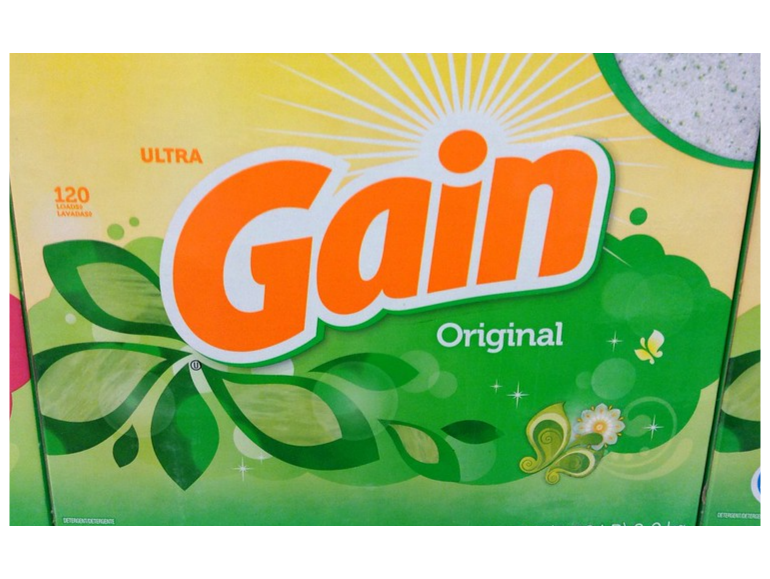 ULTRA
Gain
120
LOADS‡
LAVADAS‡
Original
DETERGENT/DETERGENTE